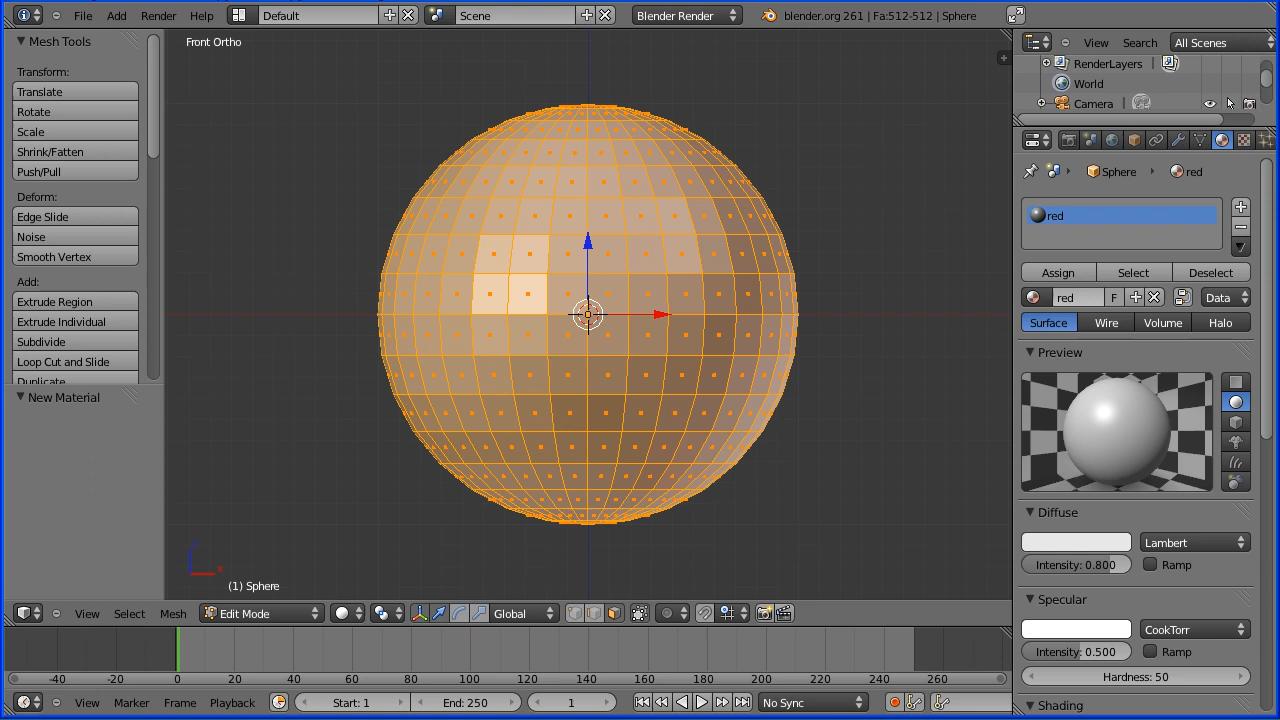 File Add Render Help Default Scene Blender Render blender.org 261 | Fa:512-512 | Sphere
Mesh Tools
Transform:
Translate
Rotate
Scale
Shrink/Fatten
Push/Pull
Deform:
Edge Slide
Noise
Smooth Vertex
Add:
Extrude Region
Extrude Individual
Subdivide
Loop Cut and Slide
Duplicate
New Material
Front Ortho
(1) Sphere
View Select Mesh Edit Mode Global
-40 -20 0 20 40 60 80 100 120 140 160 180 200 220 240 260
View Marker Frame Playback Start: 1 End: 250 1 No Sync
View Search All Scenes
RenderLayers |
World
Camera |
Sphere red
red
Assign Select Deselect
red F Data
Surface Wire Volume Halo
Preview
Diffuse
Lambert
Intensity: 0.800 Ramp
Specular
CookTorr
Intensity: 0.500 Ramp
Hardness: 50
Shading